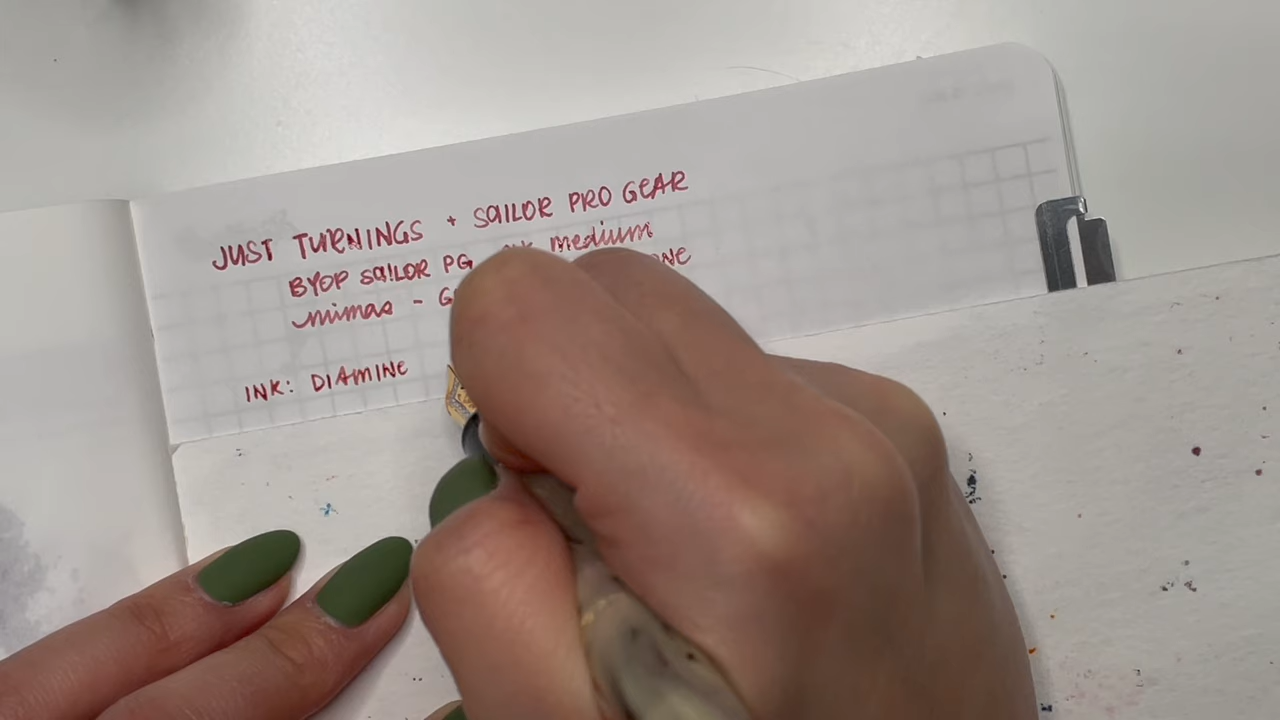 JUST TURNINGS + SAILOR PRO GEAR
BYOP SAILOR PG medium
mimas -
INK: DIAMINE